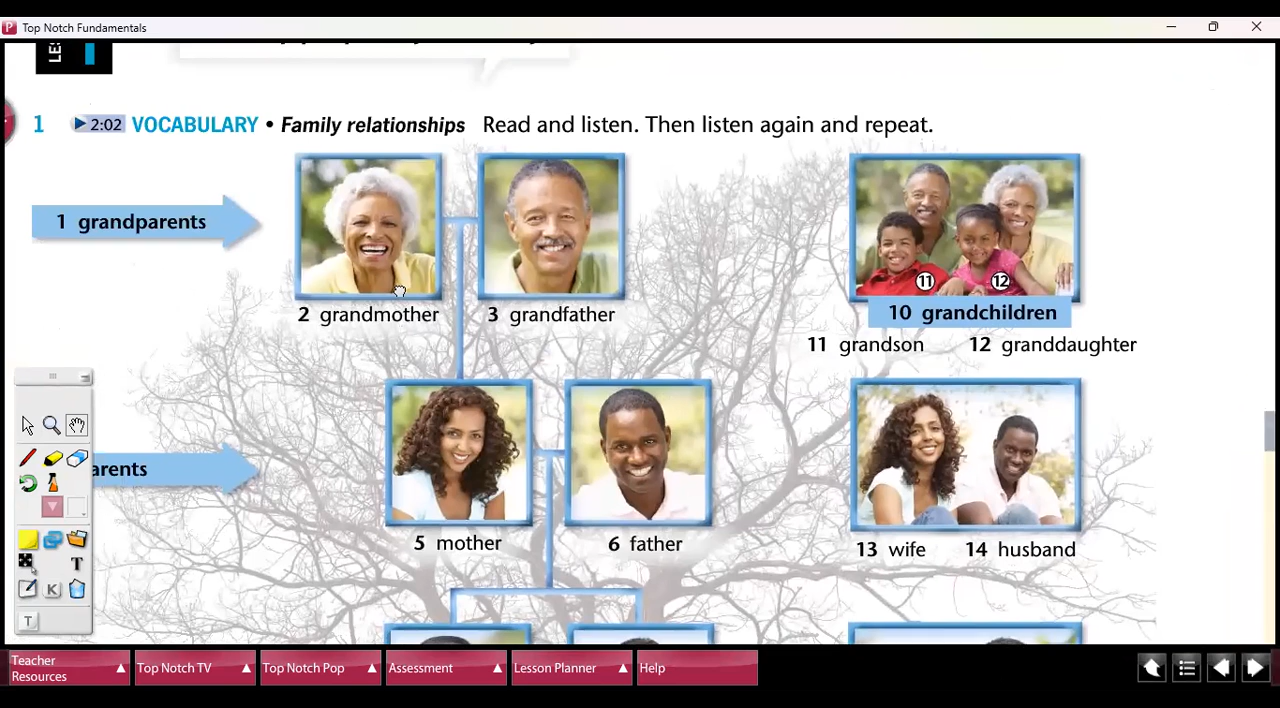 Top Notch Fundamentals
1 2:02 VOCABULARY • Family relationships Read and listen. Then listen again and repeat.
1 grandparents
11 12
10 grandchildren
2 grandmother 3 grandfather
11 grandson 12 granddaughter
arents
5 mother 6 father
13 wife 14 husband
T
K
T
Teacher Resources
Top Notch TV
Top Notch Pop
Assessment
Lesson Planner
Help